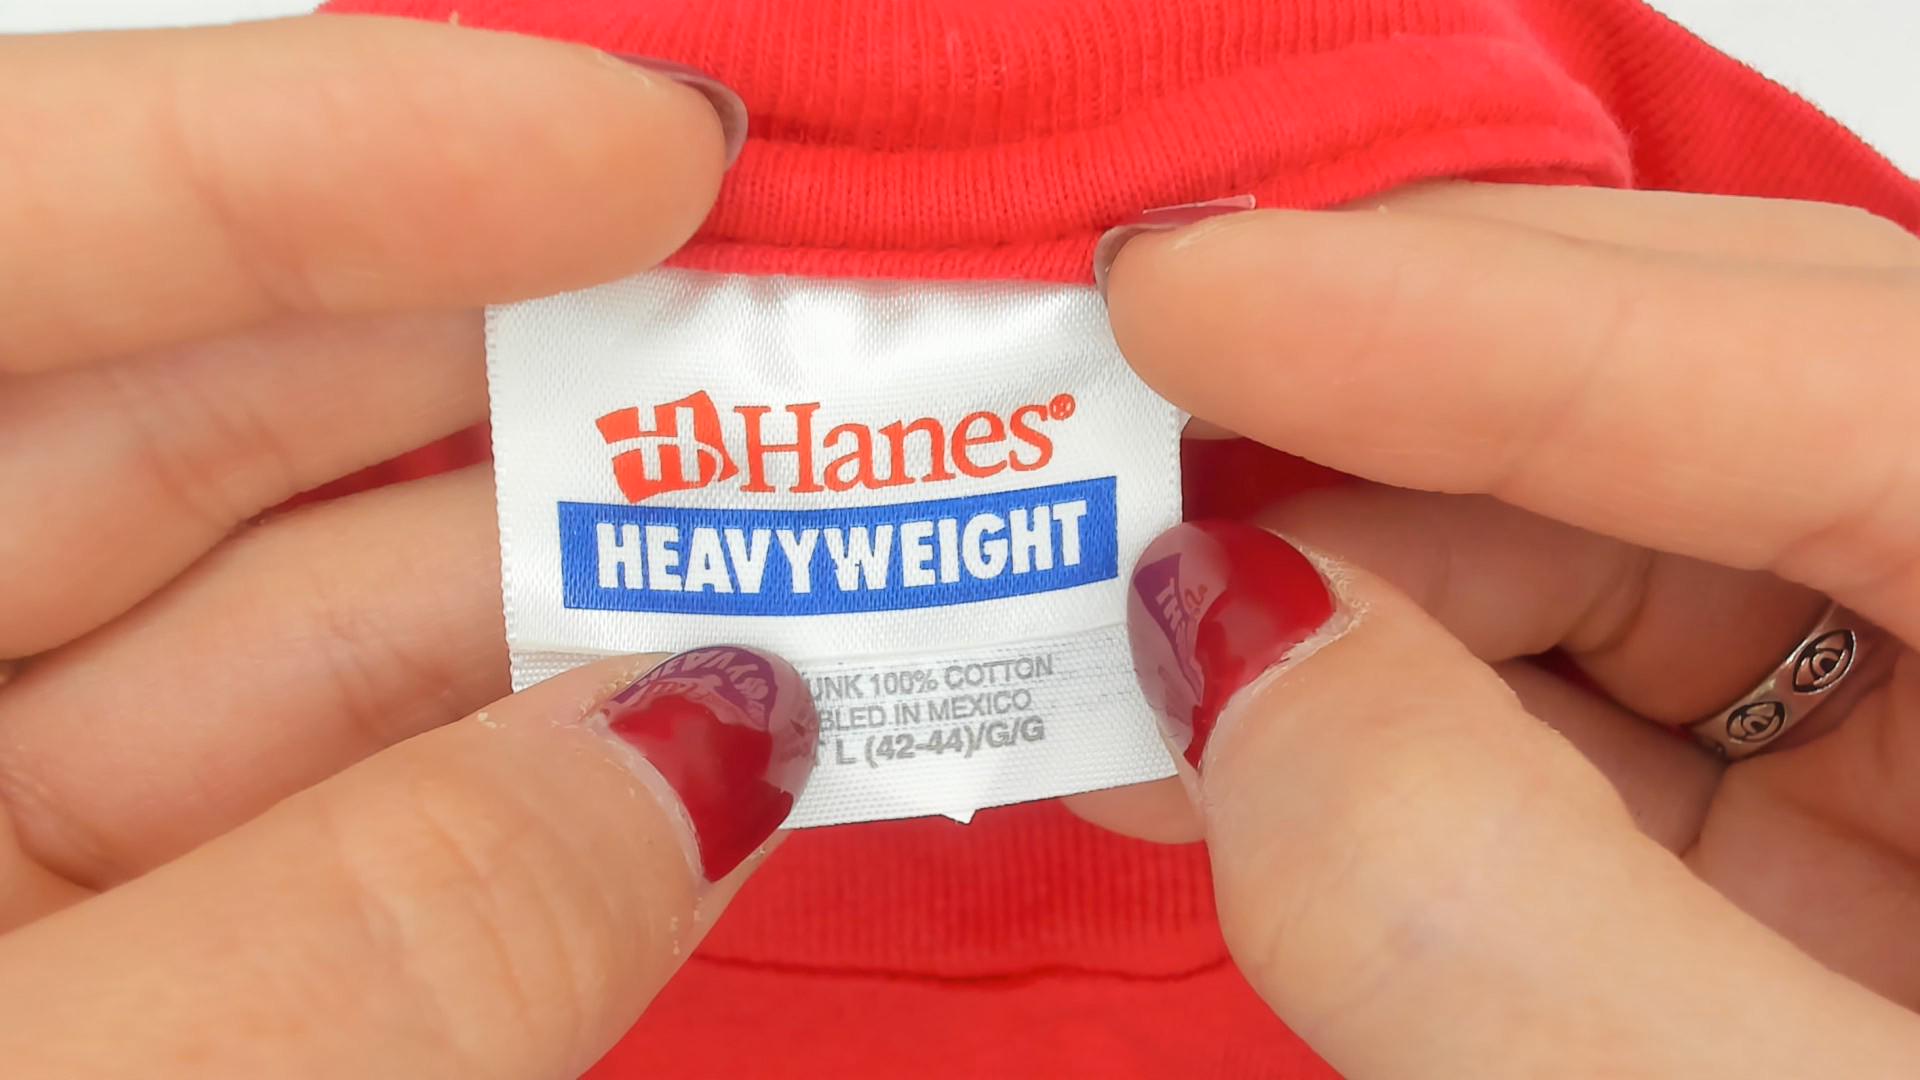 Hanes®
HEAVYWEIGHT
100% COTTON
IN MEXICO
L (42-44)/G/G